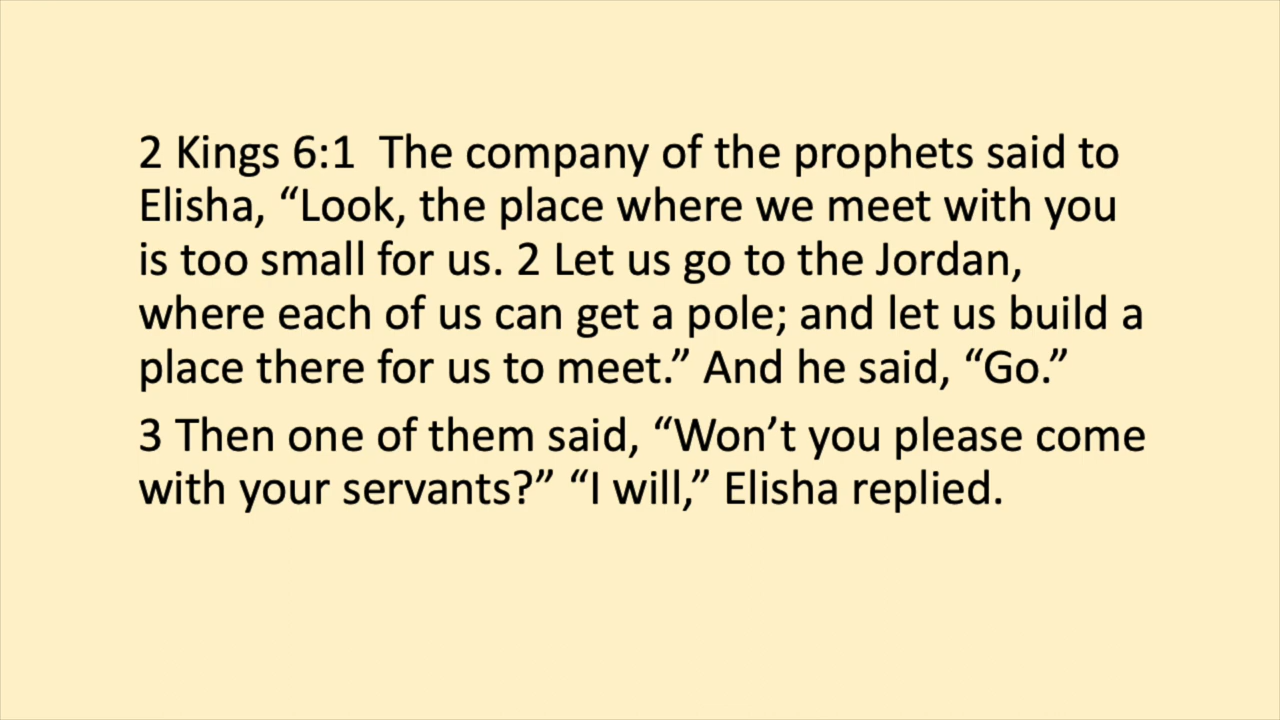 2 Kings 6:1  The company of the prophets said to
Elisha, “Look, the place where we meet with you
is too small for us. 2 Let us go to the Jordan,
where each of us can get a pole; and let us build a
place there for us to meet.” And he said, “Go.”
3 Then one of them said, “Won’t you please come
with your servants?” “I will,” Elisha replied.